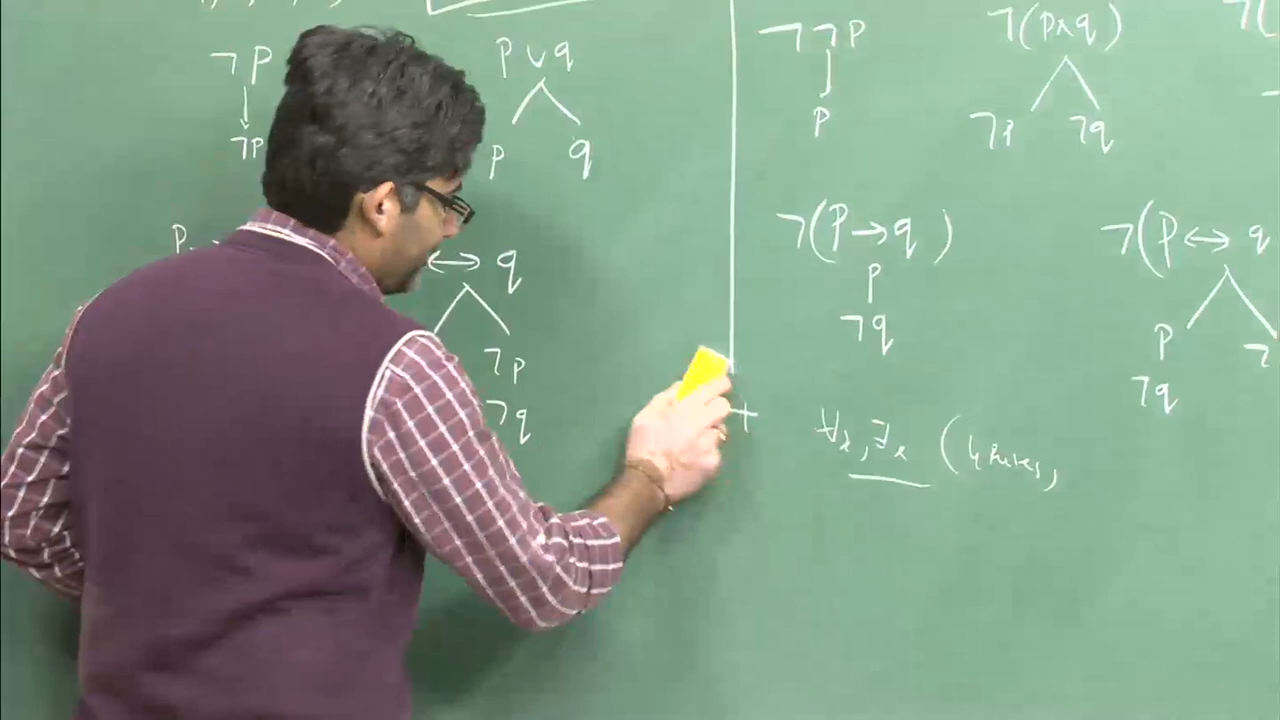 ¬P
P ∨ q
¬P
P q
P
↔ q
¬P
¬q
¬¬P
P
¬(P∧q)
¬P ¬q
¬(
¬(P→q)
P
¬q
¬(P↔q
P ¬
¬q
+ ∀x, ∃x (4 Rules,